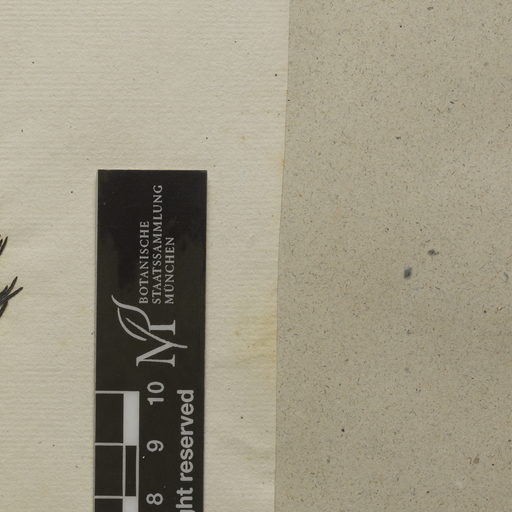 BOTANISCHE
STAATSSAMMLUNG
MÜNCHEN
10
9
8
ght reserved